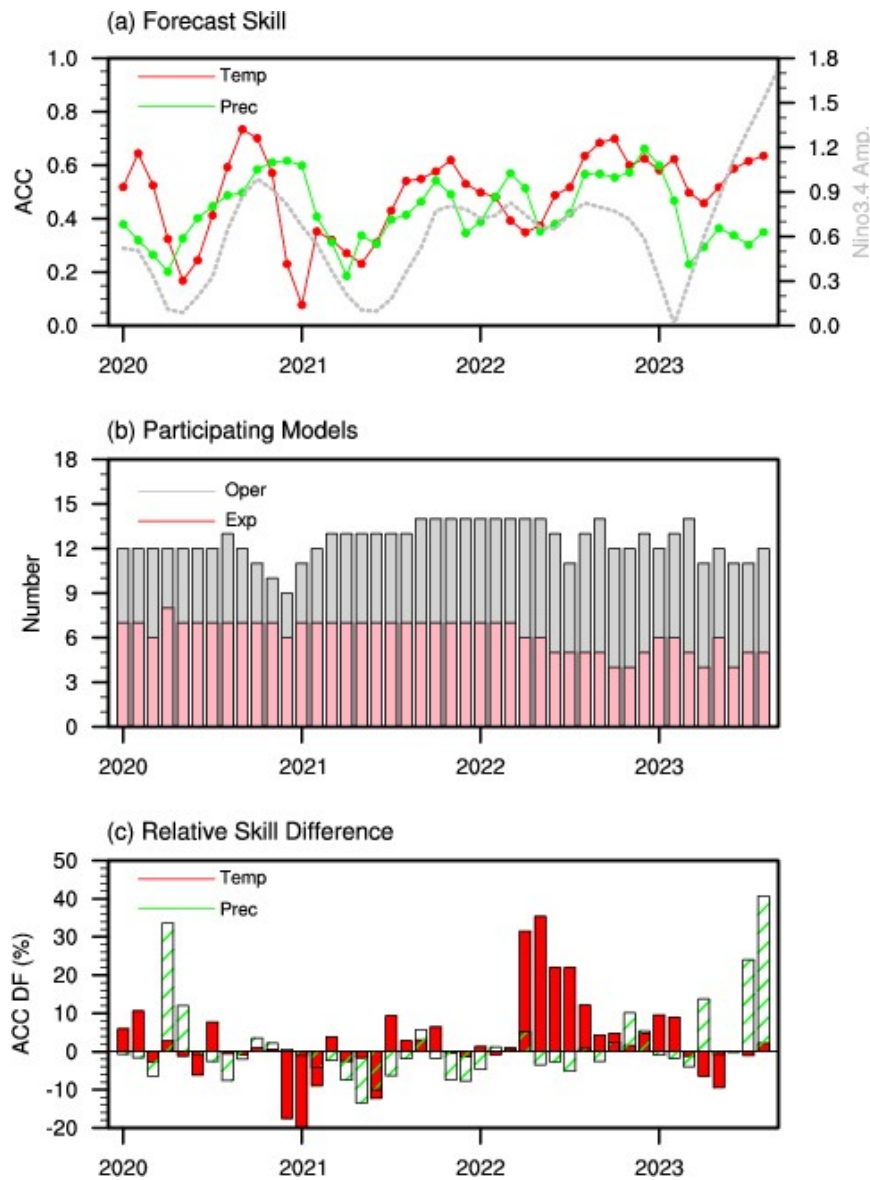 (a) Forecast Skill
1.0
0.8
0.6
0.4
0.2
0.0
ACC
Temp
Prec
1.8
1.5
1.2
0.9
0.6
0.3
0.0
Nino3.4 Amp.
2020 2021 2022 2023
(b) Participating Models
18
15
12
9
6
3
0
Number
Oper
Exp
2020 2021 2022 2023
(c) Relative Skill Difference
50
40
30
20
10
0
-10
-20
ACC DF (%)
Temp
Prec
2020 2021 2022 2023